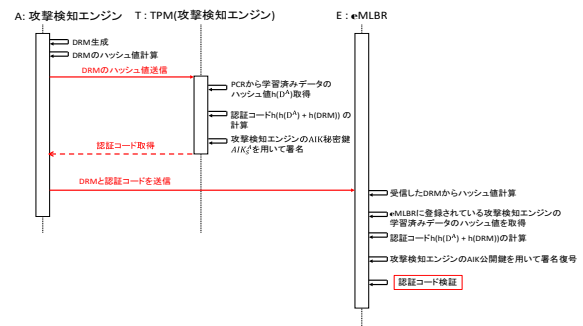 A: 攻撃検知エンジン T : TPM(攻撃検知エンジン) E : eMLBR
DRM生成
DRMのハッシュ値計算
DRMのハッシュ値送信
PCRから学習済みデータの
ハッシュ値h(Dᴬ)取得
認証コードh(h(Dᴬ) + h(DRM)) の
計算
攻撃検知エンジンのAIK秘密鍵
AIK_S^Aを用いて署名
認証コード取得
DRMと認証コードを送信
受信したDRMからハッシュ値計算
eMLBRに登録されている攻撃検知エンジンの
学習済みデータのハッシュ値を取得
認証コードh(h(Dᴬ) + h(DRM))の計算
攻撃検知エンジンのAIK公開鍵を用いて署名復号
認証コード検証